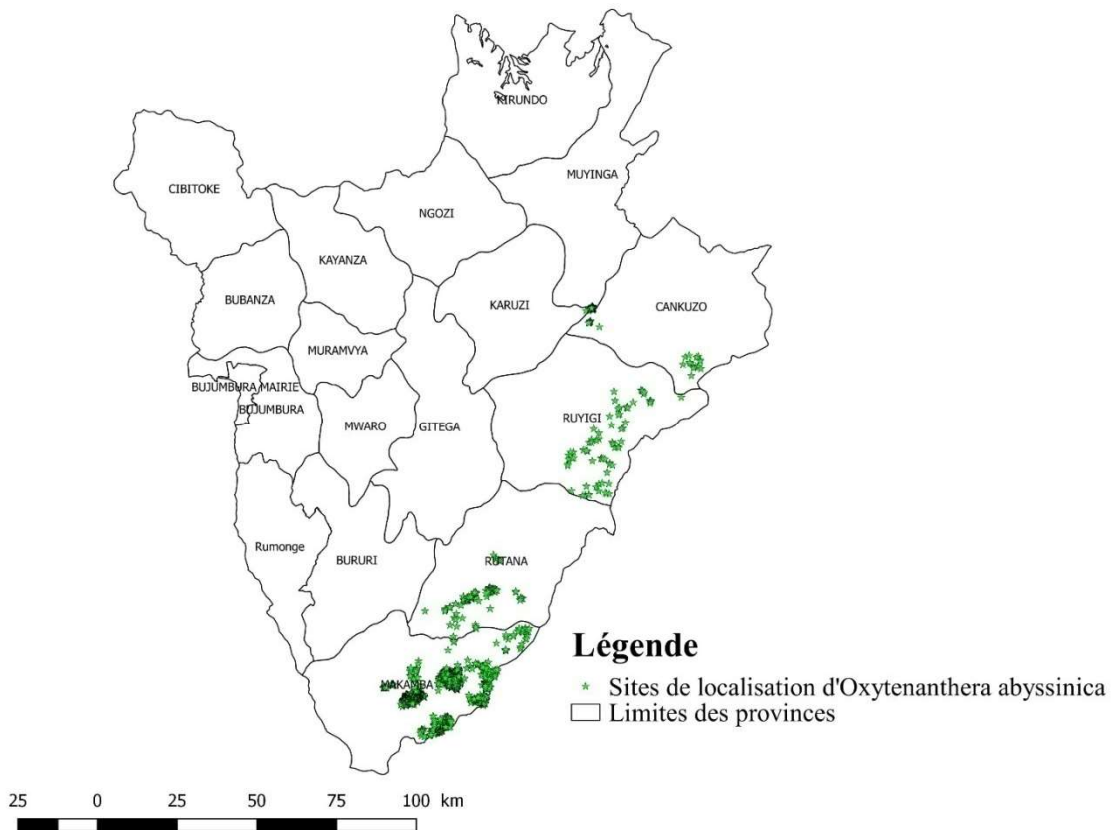 KIRUNDO
MUYINGA
CIBITOKE
NGOZI
KAYANZA
BUBANZA
KARUZI
CANKUZO
MURAMVYA
BUJUMBURA MAIRIE
BUJUMBURA
MWARO
GITEGA
RUYIGI
Rumonge
BURURI
RUTANA
MAKAMBA
Légende
Sites de localisation d'Oxytenanthera abyssinica
Limites des provinces
25 0 25 50 75 100 km